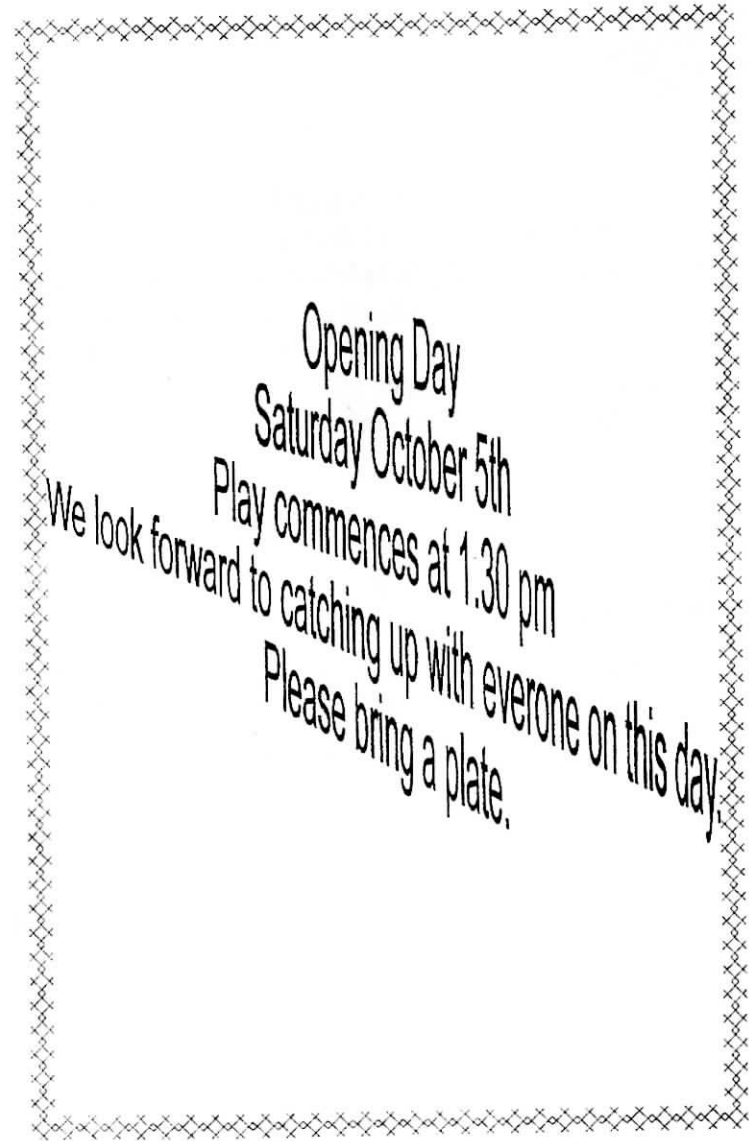 Opening Day
Saturday October 5th
Play commences at 1.30 pm
We look forward to catching up with everone on this day.
Please bring a plate.